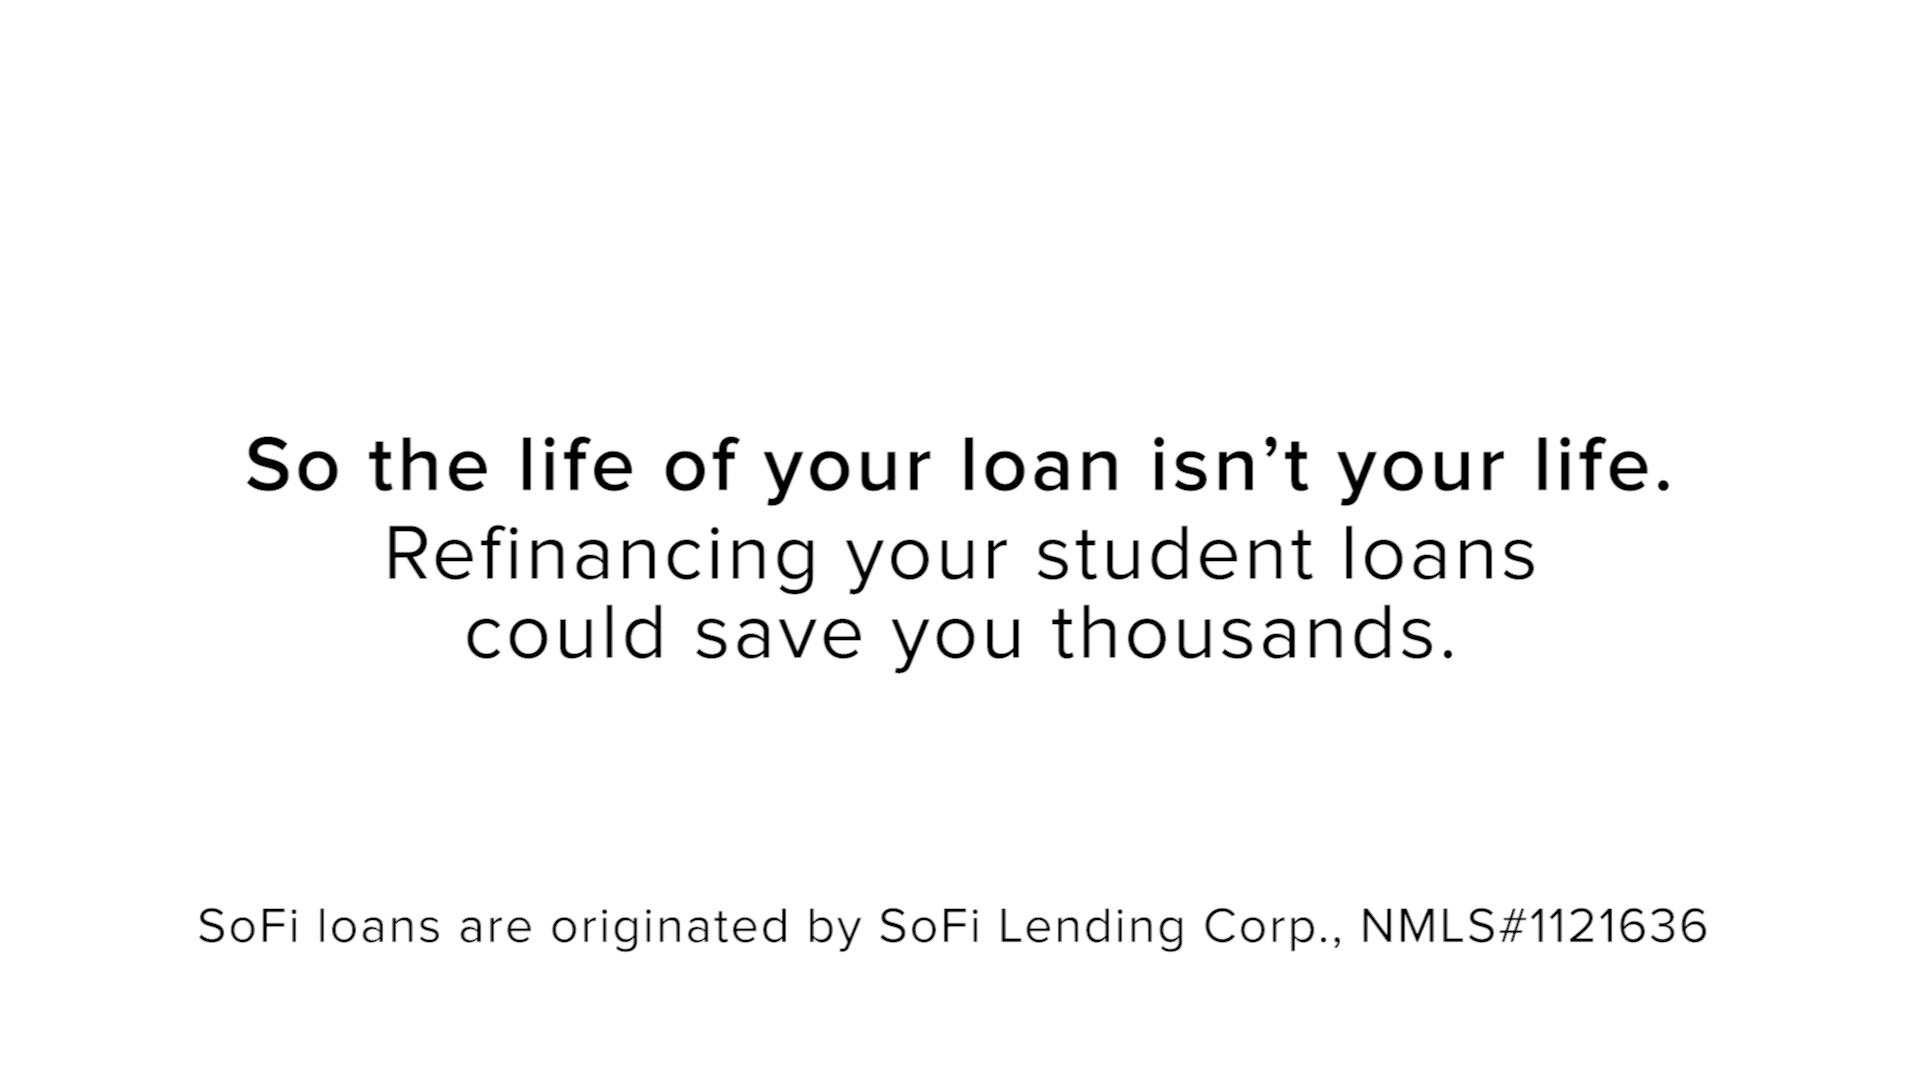 So the life of your loan isn’t your life.
Refinancing your student loans
could save you thousands.
SoFi loans are originated by SoFi Lending Corp., NMLS#1121636